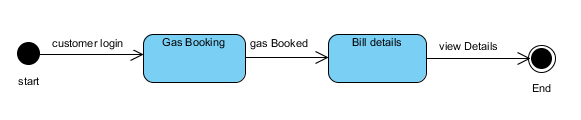 start
customer login
Gas Booking
gas Booked
Bill details
view Details
End